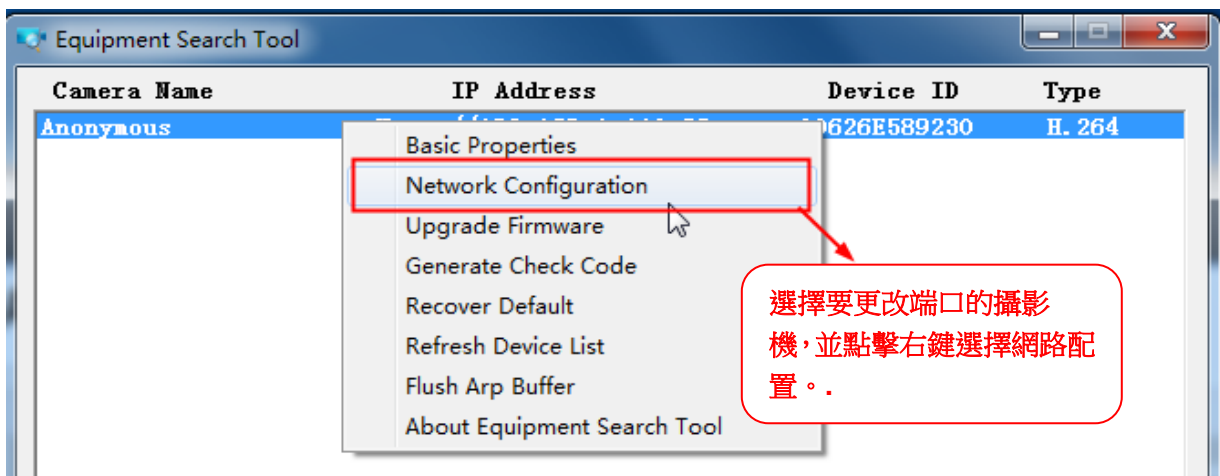 Equipment Search Tool
Camera Name IP Address Device ID Type
Anonymous 626E589230 H.264
Basic Properties
Network Configuration
Upgrade Firmware
Generate Check Code
Recover Default
Refresh Device List
Flush Arp Buffer
About Equipment Search Tool
選擇要更改端口的攝影
機,並點擊右鍵選擇網路配
置。.